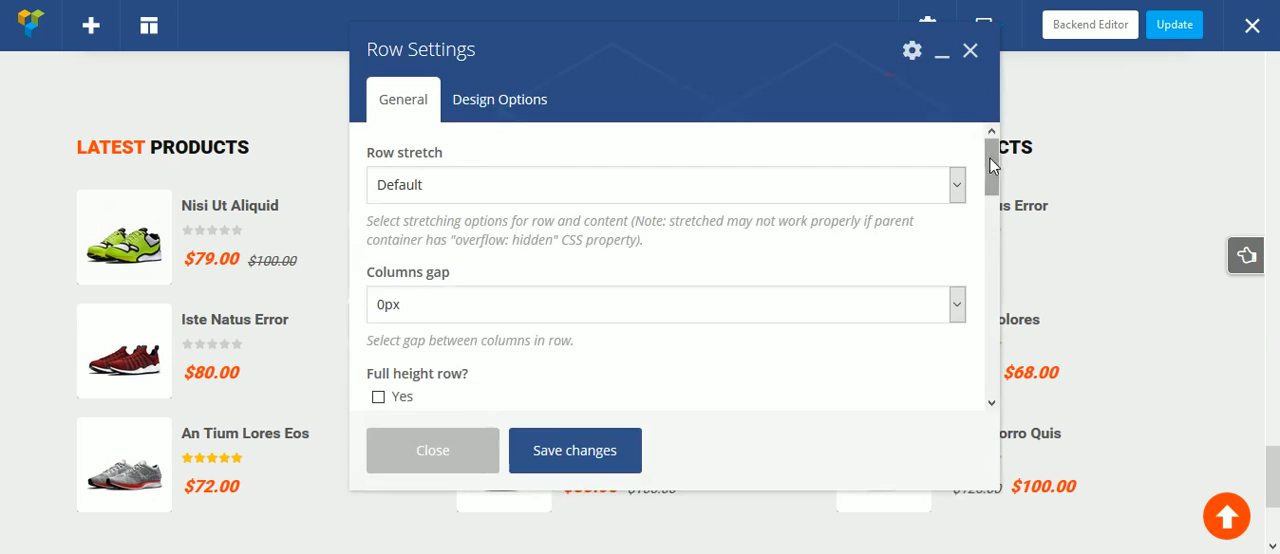 Backend Editor
Update
Row Settings
General
Design Options
Row stretch
Default
Select stretching options for row and content (Note: stretched may not work properly if parent
container has "overflow: hidden" CSS property).
Columns gap
0px
Select gap between columns in row.
Full height row?
Yes
Close
Save changes
LATEST PRODUCTS
Nisi Ut Aliquid
$79.00 $100.00
Iste Natus Error
$80.00
An Tium Lores Eos
$72.00
CTS
Error
olores
$68.00
orro Quis
$100.00